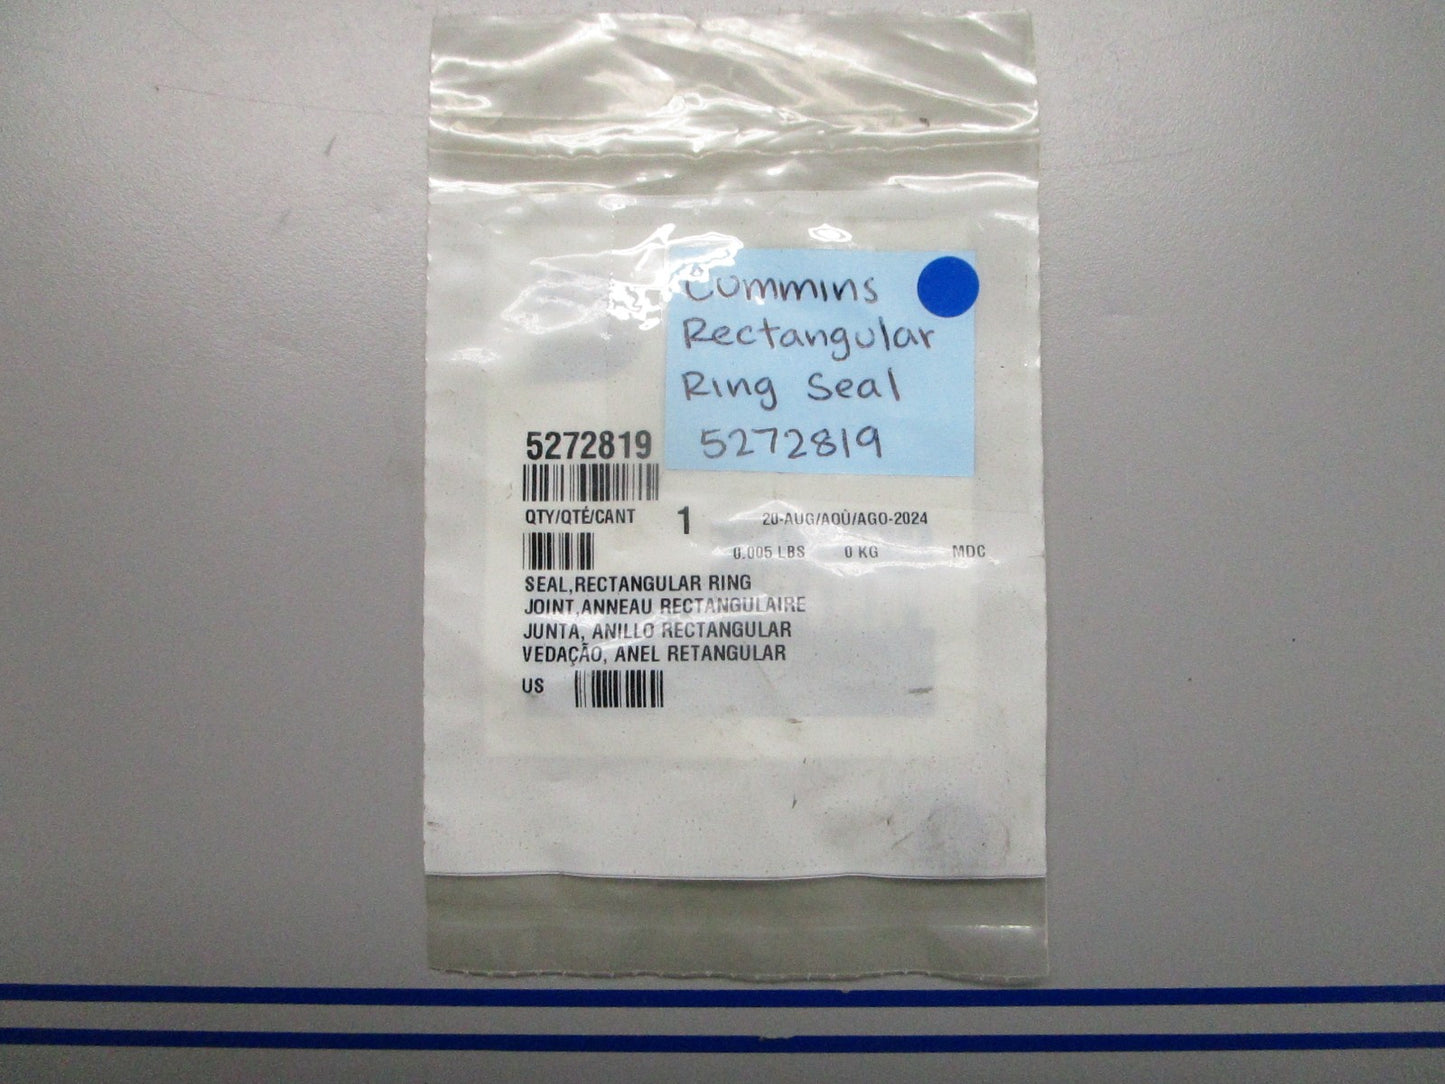 Cummins
Rectangular
Ring Seal
5272819
5272819
QTY/QTÉ/CANT 1 20-AUG/AOÛ/AGO-2024
0.005 LBS 0 KG MDC
SEAL,RECTANGULAR RING
JOINT,ANNEAU RECTANGULAIRE
JUNTA, ANILLO RECTANGULAR
VEDAÇÃO, ANEL RETANGULAR
US